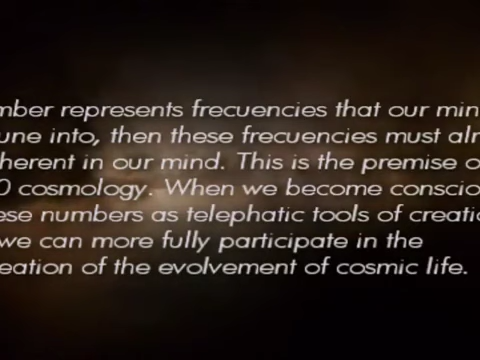 mber represents frecuencies that our min
une into, then these frecuencies must alr
herent in our mind. This is the premise o
0 cosmology. When we become conscio
ese numbers as telephatic tools of creati
we can more fully participate in the
eation of the evolvement of cosmic life.